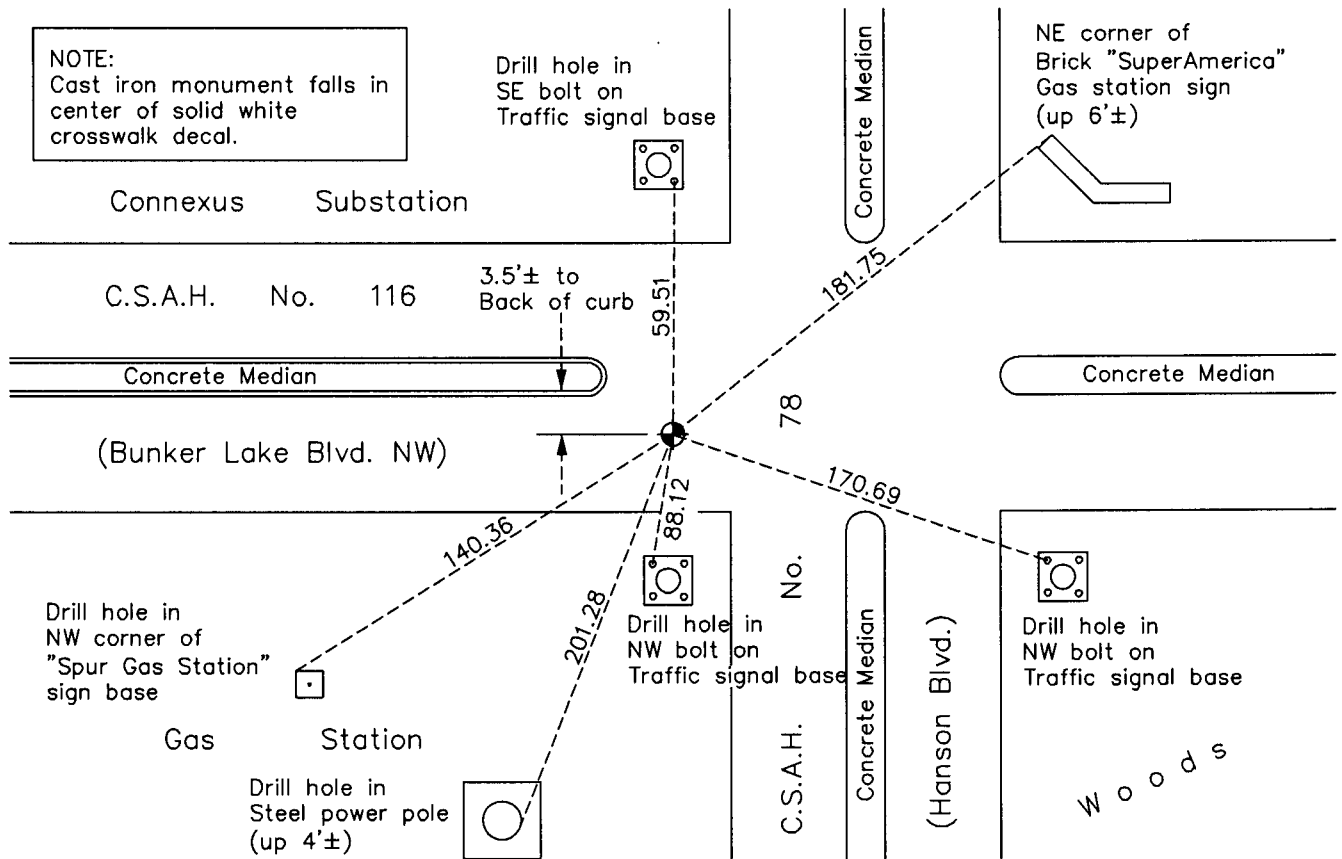 NOTE:
Cast iron monument falls in
center of solid white
crosswalk decal.
Drill hole in
SE bolt on
Traffic signal base
Concrete Median
NE corner of
Brick "SuperAmerica"
Gas station sign
(up 6'±)
Connexus Substation
C.S.A.H. No. 116
3.5'± to
Back of curb
59.51
181.75
Concrete Median
78
Concrete Median
(Bunker Lake Blvd. NW)
140.36
201.28
88.12
170.69
Drill hole in
NW corner of
"Spur Gas Station"
sign base
Drill hole in
NW bolt on
Traffic signal base
C.S.A.H. No.
Concrete Median
(Hanson Blvd.)
Drill hole in
NW bolt on
Traffic signal base
Gas Station
Drill hole in
Steel power pole
(up 4'±)
Woods